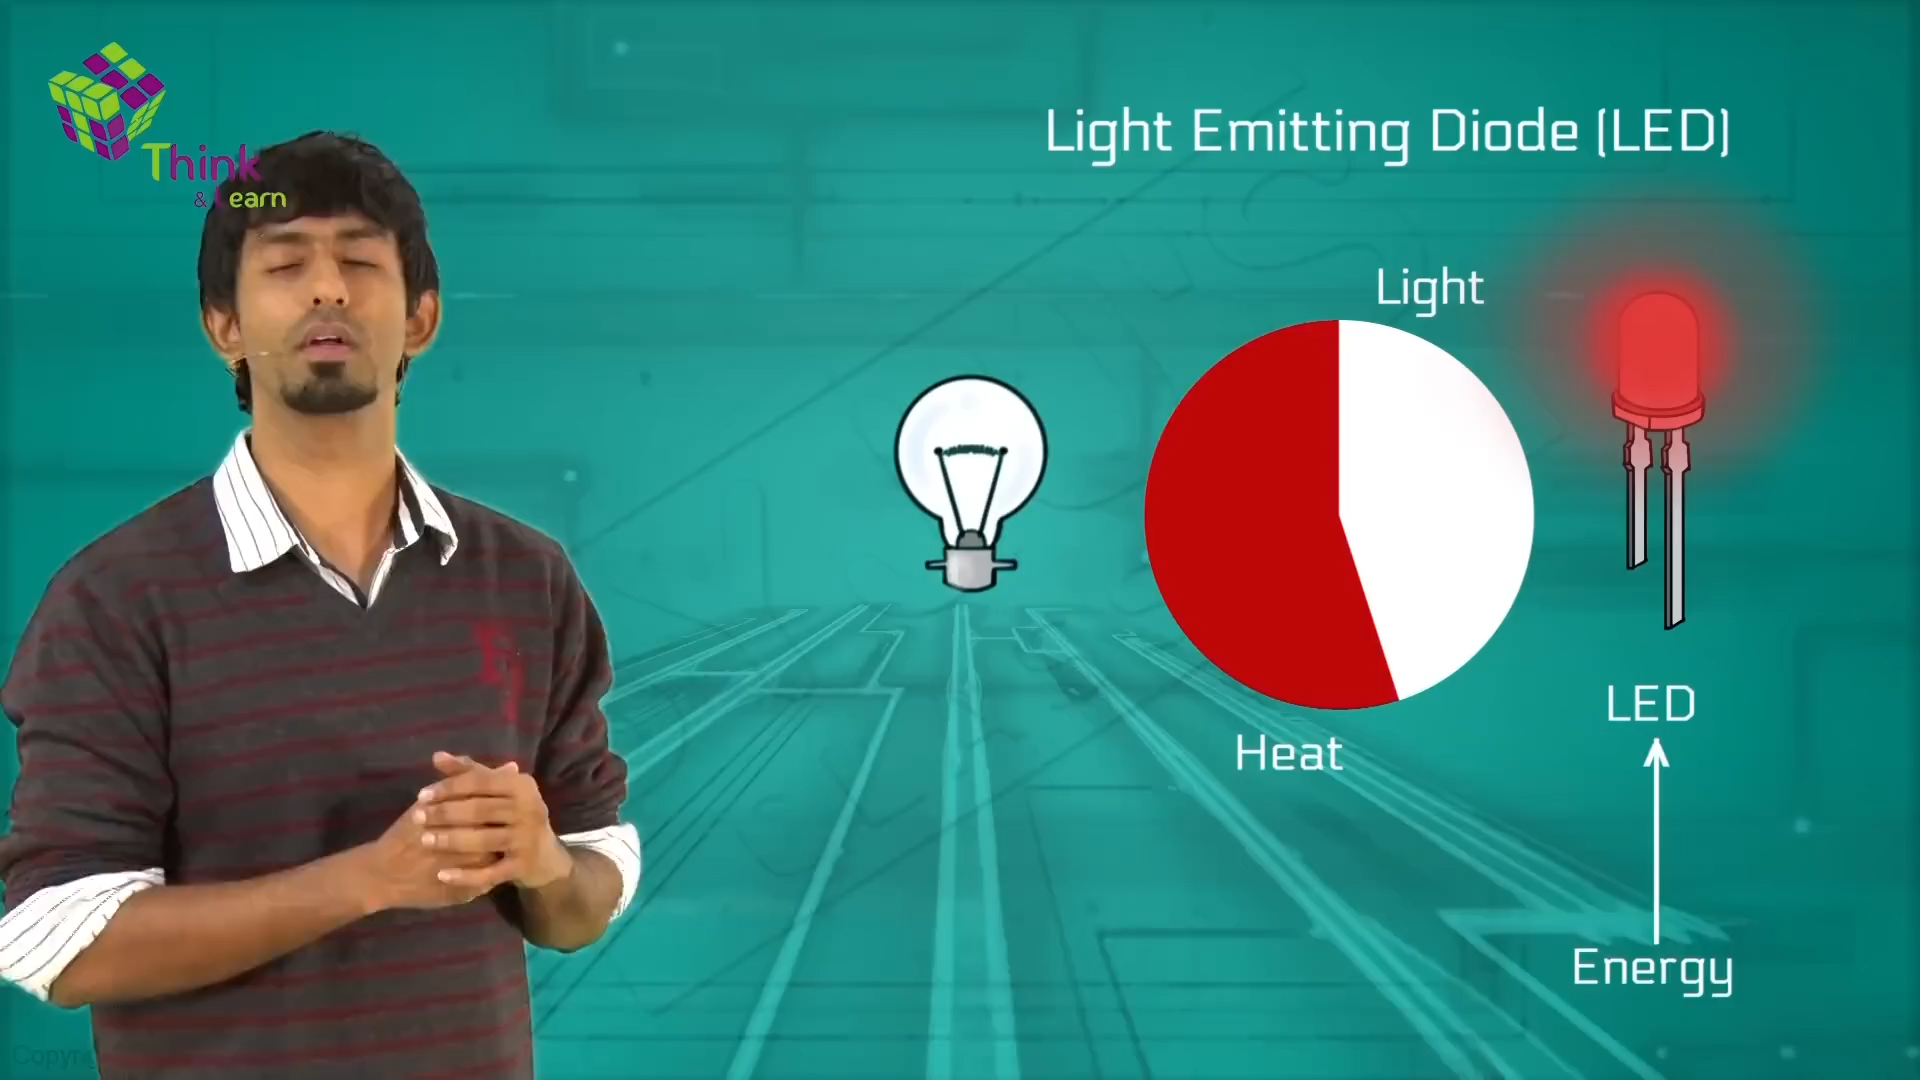 Think
& Learn
Light Emitting Diode (LED)
Light
Heat
LED
Energy